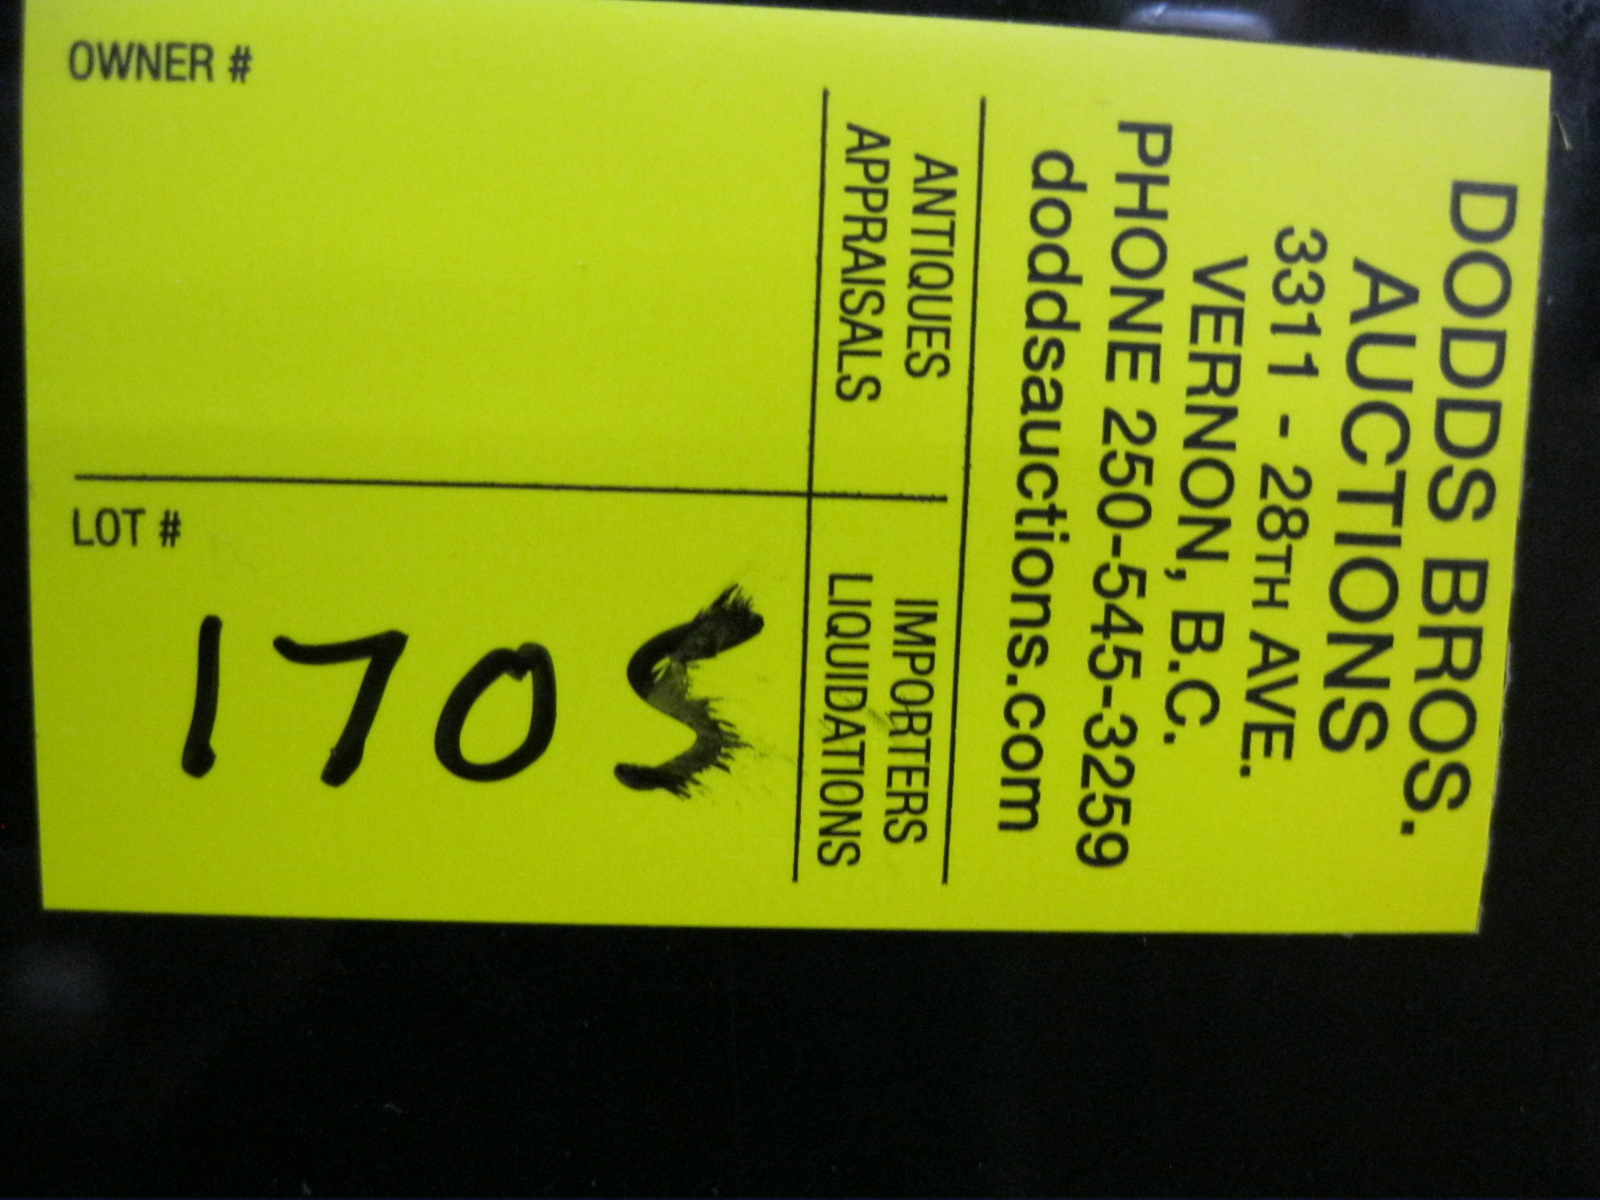 DODDS BROS.
AUCTIONS
3311 - 28TH AVE.
VERNON, B.C.
PHONE 250-545-3259
doddsauctions.com
ANTIQUES
APPRAISALS
IMPORTERS
LIQUIDATIONS
OWNER #
LOT #
1705